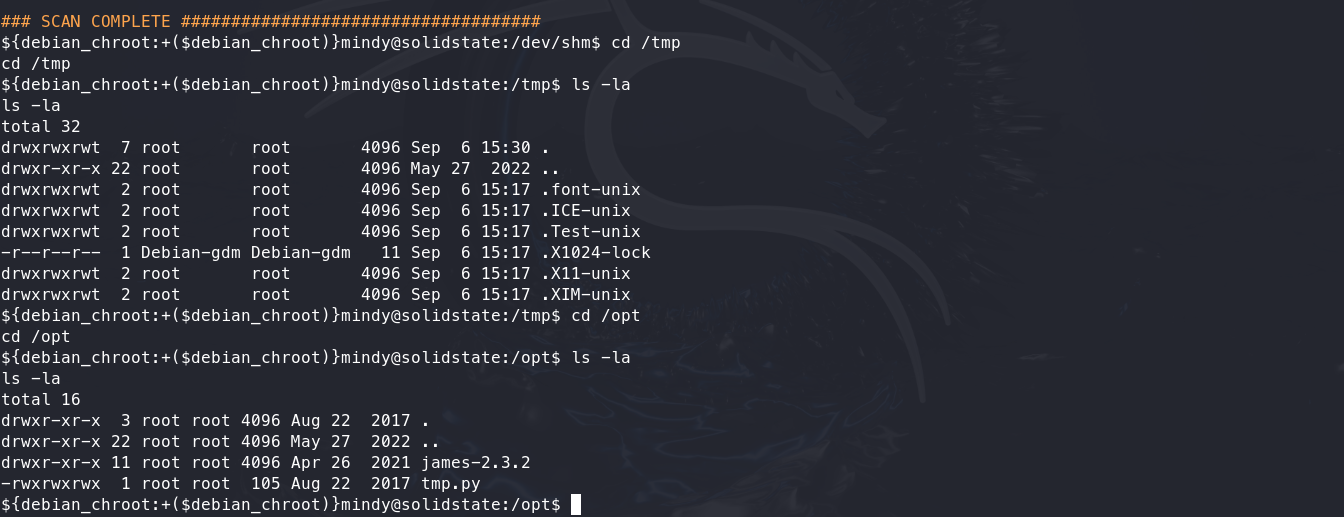 ### SCAN COMPLETE ####################################
${debian_chroot:+($debian_chroot)}mindy@solidstate:/dev/shm$ cd /tmp
cd /tmp
${debian_chroot:+($debian_chroot)}mindy@solidstate:/tmp$ ls -la
ls -la
total 32
drwxrwxrwt  7 root       root       4096 Sep  6 15:30 .
drwxr-xr-x 22 root       root       4096 May 27  2022 ..
drwxrwxrwt  2 root       root       4096 Sep  6 15:17 .font-unix
drwxrwxrwt  2 root       root       4096 Sep  6 15:17 .ICE-unix
drwxrwxrwt  2 root       root       4096 Sep  6 15:17 .Test-unix
-r--r--r--  1 Debian-gdm Debian-gdm   11 Sep  6 15:17 .X1024-lock
drwxrwxrwt  2 root       root       4096 Sep  6 15:17 .X11-unix
drwxrwxrwt  2 root       root       4096 Sep  6 15:17 .XIM-unix
${debian_chroot:+($debian_chroot)}mindy@solidstate:/tmp$ cd /opt
cd /opt
${debian_chroot:+($debian_chroot)}mindy@solidstate:/opt$ ls -la
ls -la
total 16
drwxr-xr-x  3 root root 4096 Aug 22  2017 .
drwxr-xr-x 22 root root 4096 May 27  2022 ..
drwxr-xr-x 11 root root 4096 Apr 26  2021 james-2.3.2
-rwxrwxrwx  1 root root  105 Aug 22  2017 tmp.py
${debian_chroot:+($debian_chroot)}mindy@solidstate:/opt$